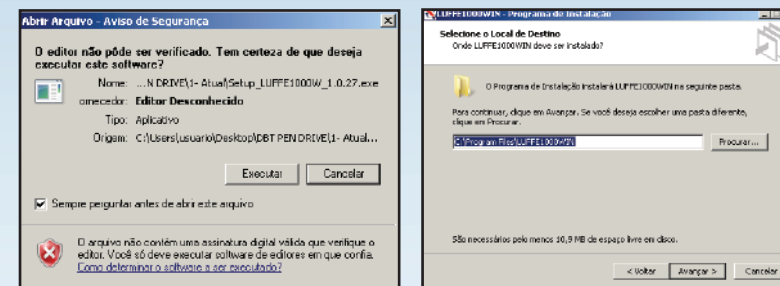 Abrir Arquivo - Aviso de Segurança
O editor não pôde ser verificado. Tem certeza de que deseja
executar este software?
Nome: ...N DRIVE\1- Atual\Setup_LUFFE1000W_1.0.27.exe
ornecedor: Editor Desconhecido
Tipo: Aplicativo
Origem: C:\Users\usuario\Desktop\DBT PEN DRIVE\1- Atual...
Executar
Cancelar
Sempre perguntar antes de abrir este arquivo
O arquivo não contém uma assinatura digital válida que verifique o
editor. Você só deve executar software de editores em que confia.
Como determinar o software a ser executado?
LUFFE1000WIN - Programa de Instalação
Selecione o Local de Destino
Onde LUFFE1000WIN deve ser instalado?
O Programa de Instalação instalará LUFFE1000WIN na seguinte pasta.
Para continuar, clique em Avançar. Se você deseja escolher uma pasta diferente,
clique em Procurar.
C:\Program Files\LUFFE1000WIN
Procurar...
São necessários pelo menos 10,9 MB de espaço livre em disco.
< Voltar
Avançar >
Cancelar